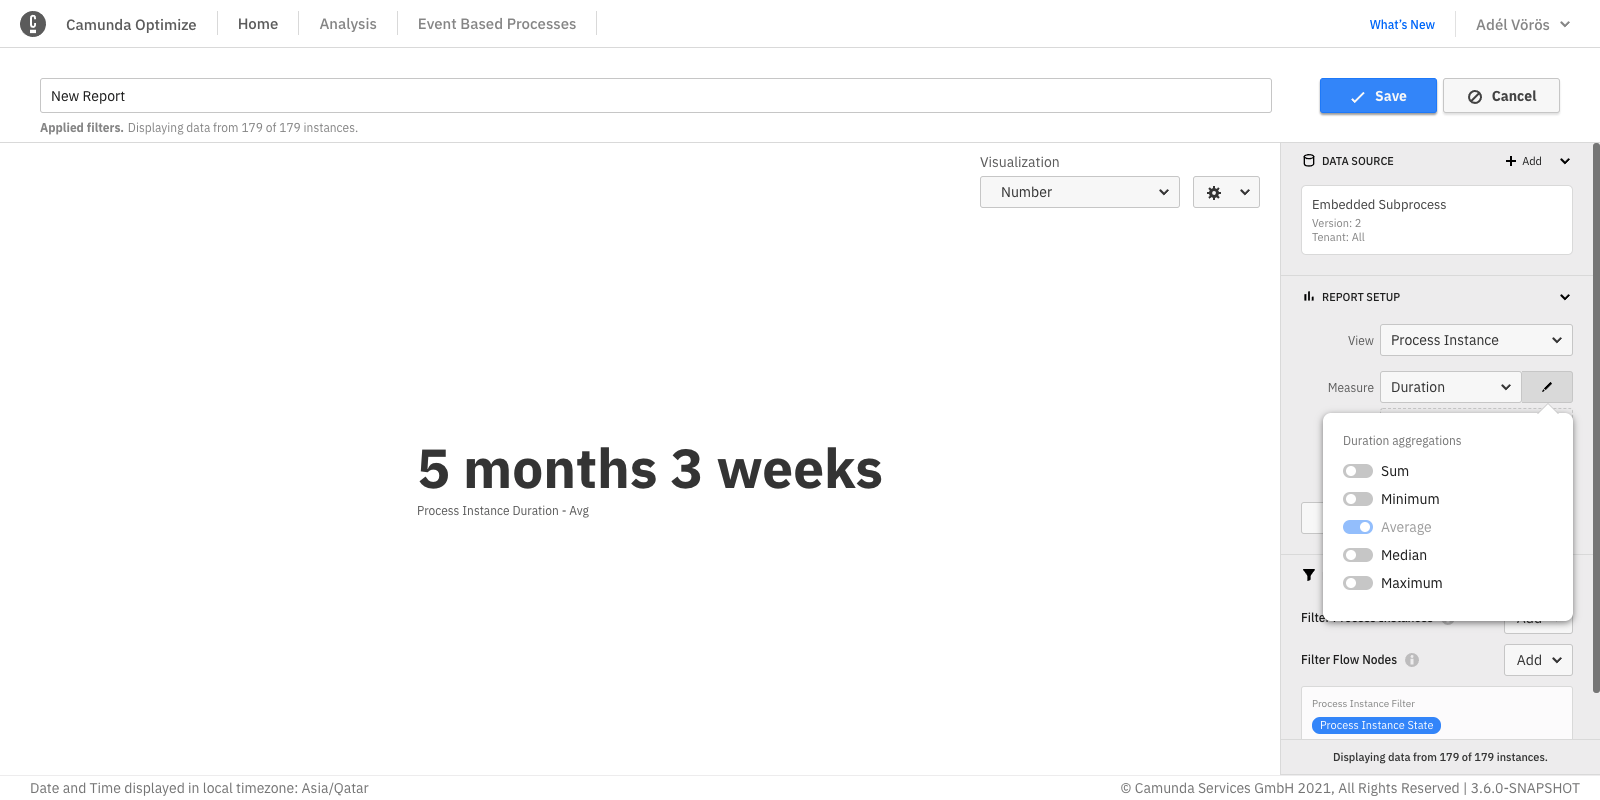 Camunda Optimize
Home
Analysis
Event Based Processes
What's New
Adél Vörös
New Report
Save
Cancel
Applied filters. Displaying data from 179 of 179 instances.
Visualization
Number
5 months 3 weeks
Process Instance Duration - Avg
DATA SOURCE
Add
Embedded Subprocess
Version: 2
Tenant: All
REPORT SETUP
View
Process Instance
Measure
Duration
Duration aggregations
Sum
Minimum
Average
Median
Maximum
Filter Process Instances
Add
Filter Flow Nodes
Add
Process Instance Filter
Process Instance State
Displaying data from 179 of 179 instances.
Date and Time displayed in local timezone: Asia/Qatar
© Camunda Services GmbH 2021, All Rights Reserved | 3.6.0-SNAPSHOT